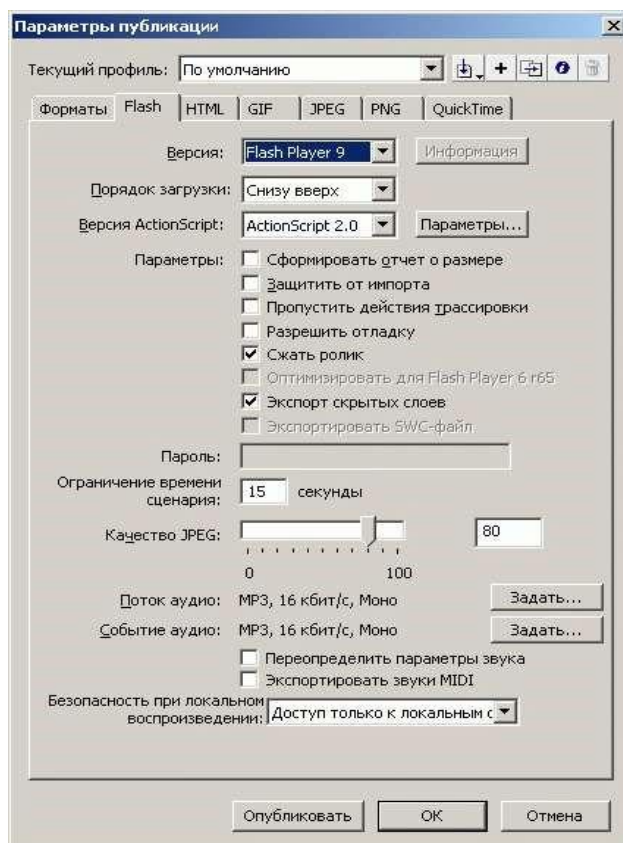 Параметры публикации
Текущий профиль: По умолчанию
Форматы Flash HTML GIF JPEG PNG QuickTime
Версия: Flash Player 9 Информация
Порядок загрузки: Снизу вверх
Версия ActionScript: ActionScript 2.0 Параметры...
Параметры: Сформировать отчет о размере
Защитить от импорта
Пропустить действия трассировки
Разрешить отладку
Сжать ролик
Оптимизировать для Flash Player 6 r65
Экспорт скрытых слоев
Экспортировать SWC-файл
Пароль:
Ограничение времени
сценария: 15 секунды
Качество JPEG: 80
0 100
Поток аудио: MP3, 16 кбит/с, Моно Задать...
Событие аудио: MP3, 16 кбит/с, Моно Задать...
Переопределить параметры звука
Экспортировать звуки MIDI
Безопасность при локальном
воспроизведении: Доступ только к локальным с
Опубликовать ОК Отмена